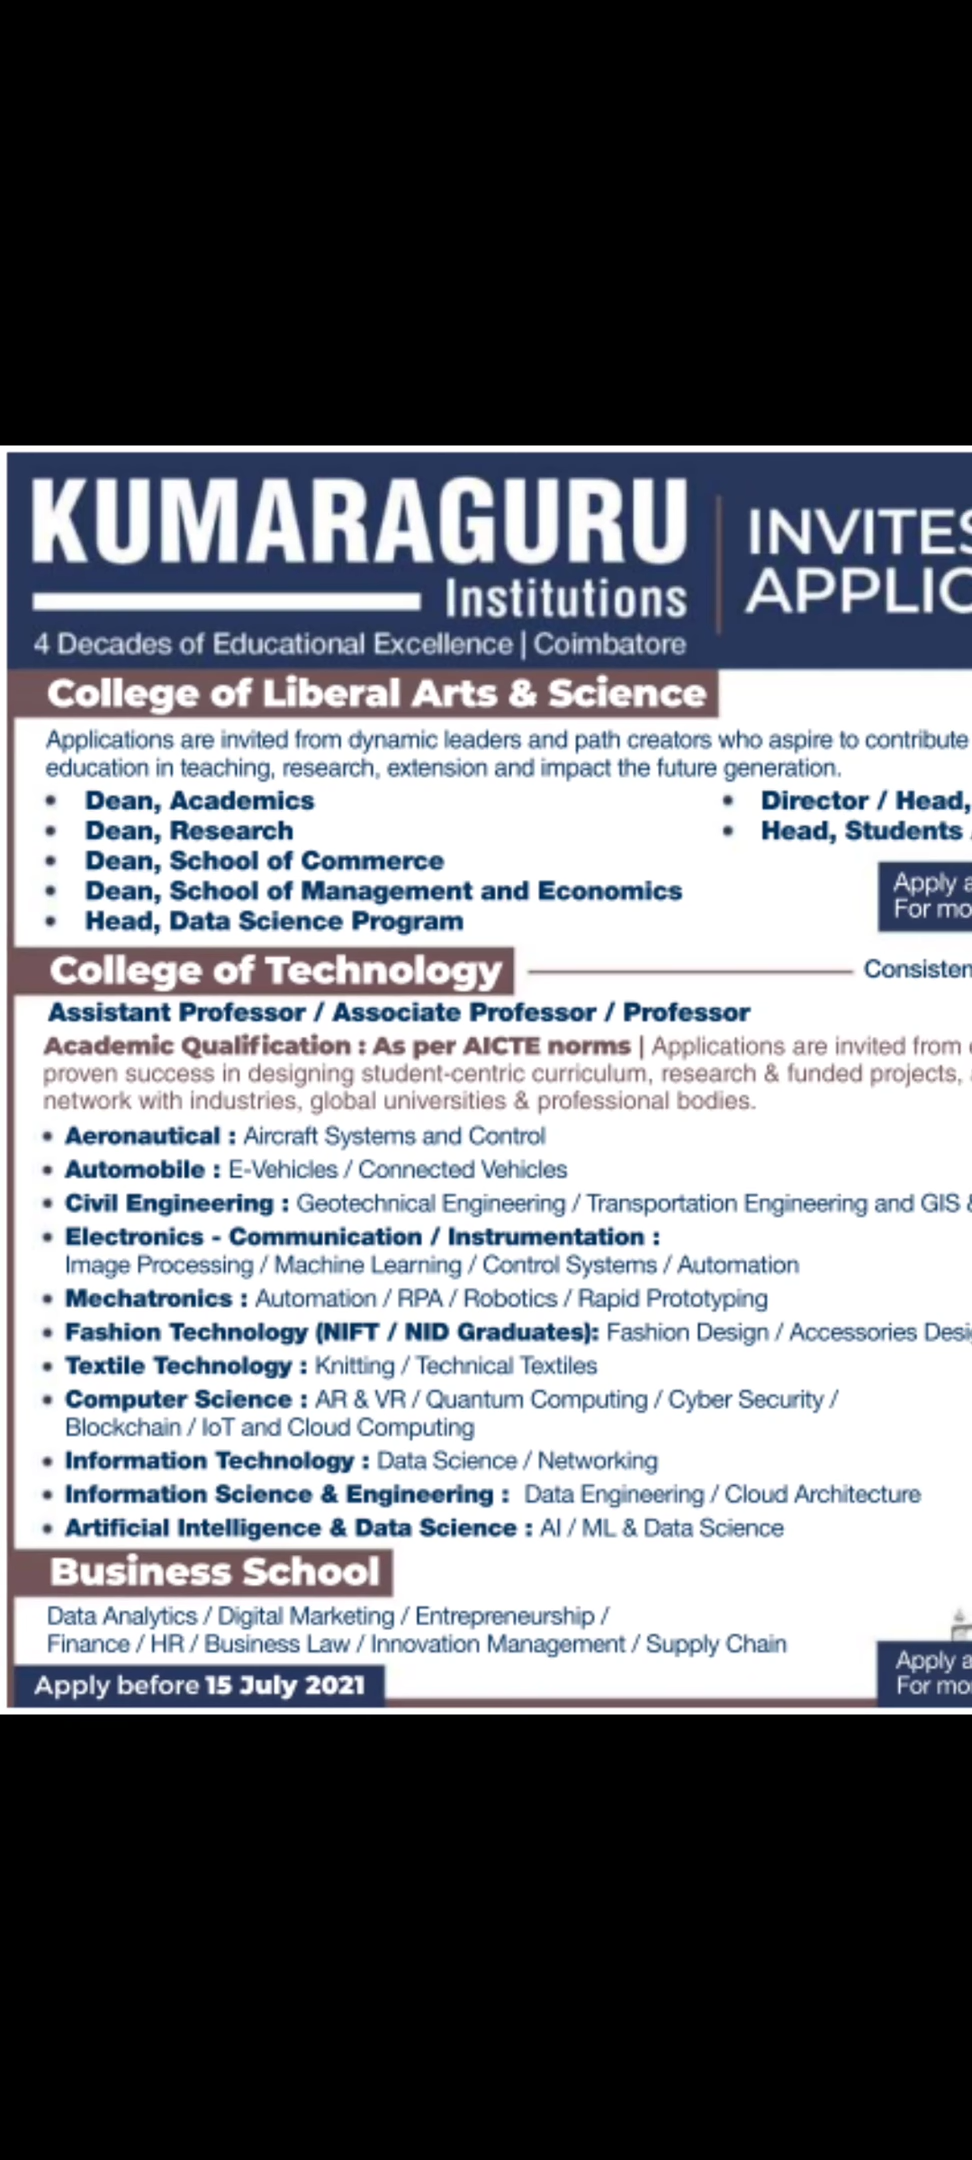 KUMARAGURU
Institutions
4 Decades of Educational Excellence | Coimbatore
INVITES
College of Liberal Arts & Science
Applications are invited from dynamic leaders and path creators who aspire to contribute
education in teaching, research, extension and impact the future generation.
• Dean, Academics
• Dean, Research
• Dean, School of Commerce
• Dean, School of Management and Economics
• Head, Data Science Program
• Director / Head,
• Head, Students
Apply
For
College of Technology
Assistant Professor / Associate Professor / Professor
Academic Qualification : As per AICTE norms | Applications are invited from
proven success in designing student-centric curriculum, research & funded projects,
network with industries, global universities & professional bodies.
• Aeronautical : Aircraft Systems and Control
• Automobile : E-Vehicles / Connected Vehicles
• Civil Engineering : Geotechnical Engineering / Transportation Engineering and GIS &
• Electronics - Communication / Instrumentation :
Image Processing / Machine Learning / Control Systems / Automation
• Mechatronics : Automation / RPA / Robotics / Rapid Prototyping
• Fashion Technology (NIFT / NID Graduates): Fashion Design / Accessories
• Textile Technology : Knitting / Technical Textiles
• Computer Science : AR & VR / Quantum Computing / Cyber Security /
Blockchain / IoT and Cloud Computing
• Information Technology : Data Science / Networking
• Information Science & Engineering : Data Engineering / Cloud Architecture
• Artificial Intelligence & Data Science : AI / ML & Data Science
Business School
Data Analytics / Digital Marketing / Entrepreneurship /
Finance / HR / Business Law / Innovation Management / Supply Chain
Apply before 15 July 2021
Apply
For